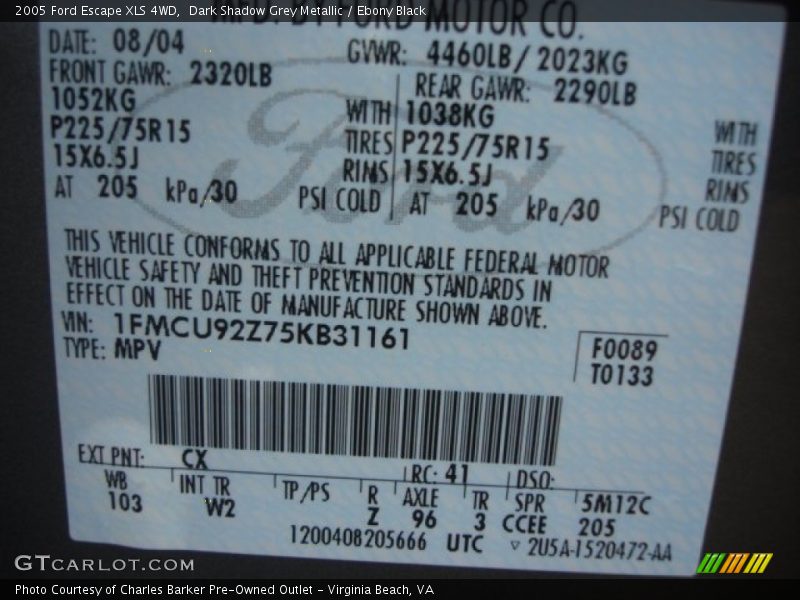 2005 Ford Escape XLS 4WD, Dark Shadow Grey Metallic / Ebony Black
MOTOR CO.
DATE: 08/04 GVWR: 4460LB / 2023KG
FRONT GAWR: 2320LB REAR GAWR: 2290LB
1052KG WITH 1038KG WITH
P225/75R15 TIRES P225/75R15 TIRES
15X6.5J RIMS 15X6.5J RIMS
AT 205 kPa/30 PSI COLD AT 205 kPa/30 PSI COLD
Ford
THIS VEHICLE CONFORMS TO ALL APPLICABLE FEDERAL MOTOR
VEHICLE SAFETY AND THEFT PREVENTION STANDARDS IN
EFFECT ON THE DATE OF MANUFACTURE SHOWN ABOVE.
VIN: 1FMCU92Z75KB31161
TYPE: MPV
F0089
T0133
EXT PNT: CX RC: 41 DSO:
WB INT TR TP/PS R AXLE TR SPR 5M12C
103 W2 Z 96 3 CCEE 205
1200408205666 UTC ▿ 2U5A-1520472-AA
GTCARLOT.COM
Photo Courtesy of Charles Barker Pre-Owned Outlet - Virginia Beach, VA